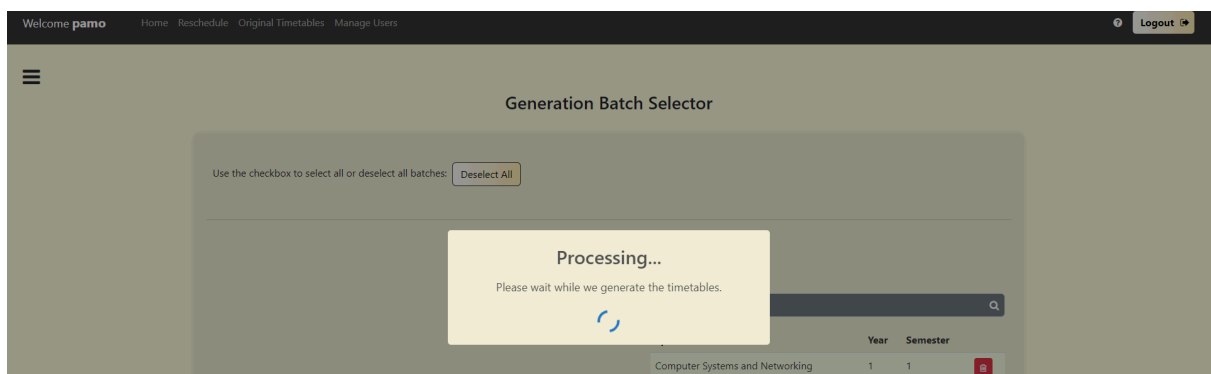 Welcome pamo Home Reschedule Original Timetables Manage Users Logout
Generation Batch Selector
Use the checkbox to select all or deselect all batches: Deselect All
Processing...
Please wait while we generate the timetables.
Year Semester
Computer Systems and Networking 1 1